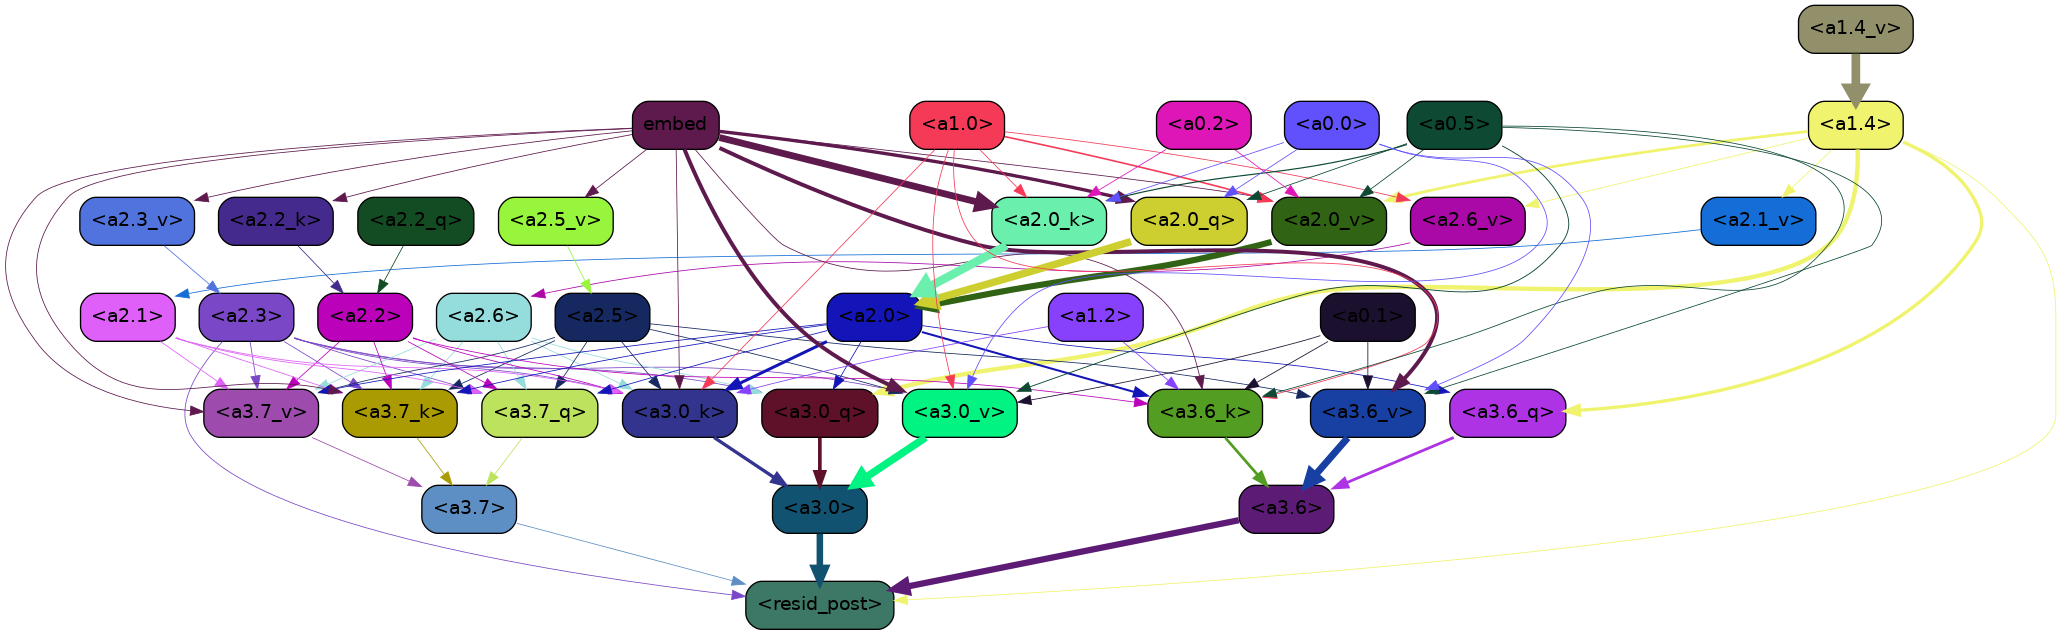 <a1.4_v>
embed
<a1.0>
<a0.2>
<a0.0>
<a0.5>
<a1.4>
<a2.3_v>
<a2.2_k>
<a2.2_q>
<a2.5_v>
<a2.0_k>
<a2.0_q>
<a2.0_v>
<a2.6_v>
<a2.1_v>
<a2.1>
<a2.3>
<a2.2>
<a2.6>
<a2.5>
<a2.0>
<a1.2>
<a0.1>
<a3.7_v>
<a3.7_k>
<a3.7_q>
<a3.0_k>
<a3.0_q>
<a3.0_v>
<a3.6_k>
<a3.6_v>
<a3.6_q>
<a3.7>
<a3.0>
<a3.6>
<resid_post>